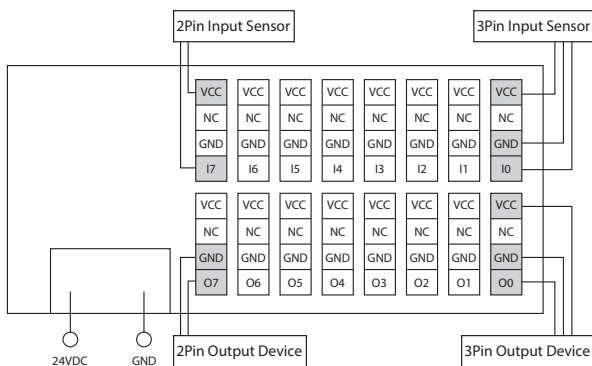 2Pin Input Sensor 3Pin Input Sensor
VCC VCC VCC VCC VCC VCC VCC VCC
NC NC NC NC NC NC NC NC
GND GND GND GND GND GND GND GND
I7 I6 I5 I4 I3 I2 I1 I0
VCC VCC VCC VCC VCC VCC VCC VCC
NC NC NC NC NC NC NC NC
GND GND GND GND GND GND GND GND
O7 O6 O5 O4 O3 O2 O1 O0
24VDC GND 2Pin Output Device 3Pin Output Device